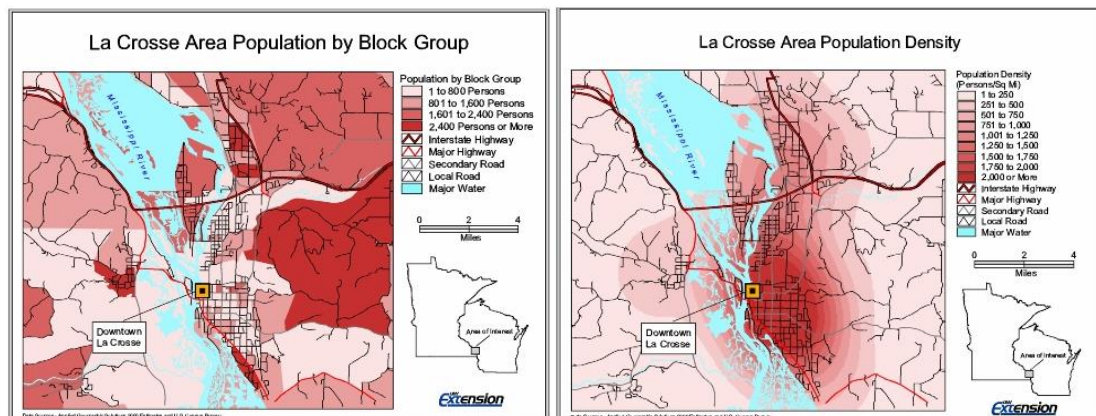 La Crosse Area Population by Block Group
Mississippi River
Downtown
La Crosse
Population by Block Group
1 to 800 Persons
801 to 1,600 Persons
1,601 to 2,400 Persons
2,400 Persons or More
Interstate Highway
Major Highway
Secondary Road
Local Road
Major Water
0 2 4
Miles
Area of Interest
Extension
La Crosse Area Population Density
Mississippi River
Downtown
La Crosse
Population Density
(Persons/Sq Mi)
1 to 250
251 to 500
501 to 750
751 to 1,000
1,001 to 1,250
1,250 to 1,500
1,500 to 1,750
1,750 to 2,000
2,000 or More
Interstate Highway
Major Highway
Secondary Road
Local Road
Major Water
0 2 4
Miles
Area of Interest
Extension